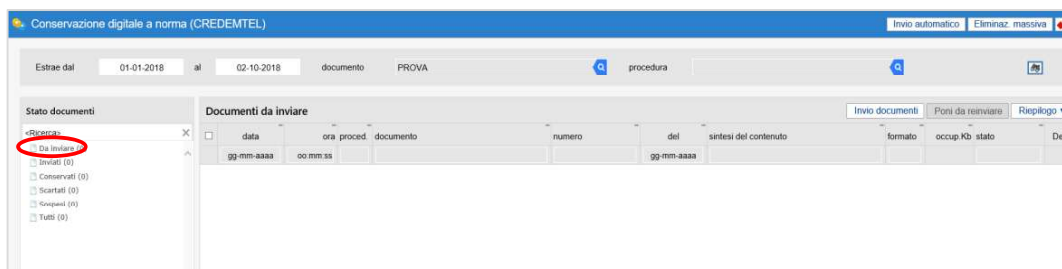 Conservazione digitale a norma (CREDEMTEL) Invio automatico Eliminaz. massiva
Estrae dal 01-01-2018 al 02-10-2018 documento PROVA procedura
Stato documenti Documenti da inviare Invio documenti Poni da reinviare Riepilogo
<Ricerca> data ora proced. documento numero del sintesi del contenuto formato occup.Kb stato De
Da inviare gg-mm-aaaa oo:mm:ss gg-mm-aaaa
Inviati (0)
Conservati (0)
Scartati (0)
Sospesi (0)
Tutti (0)